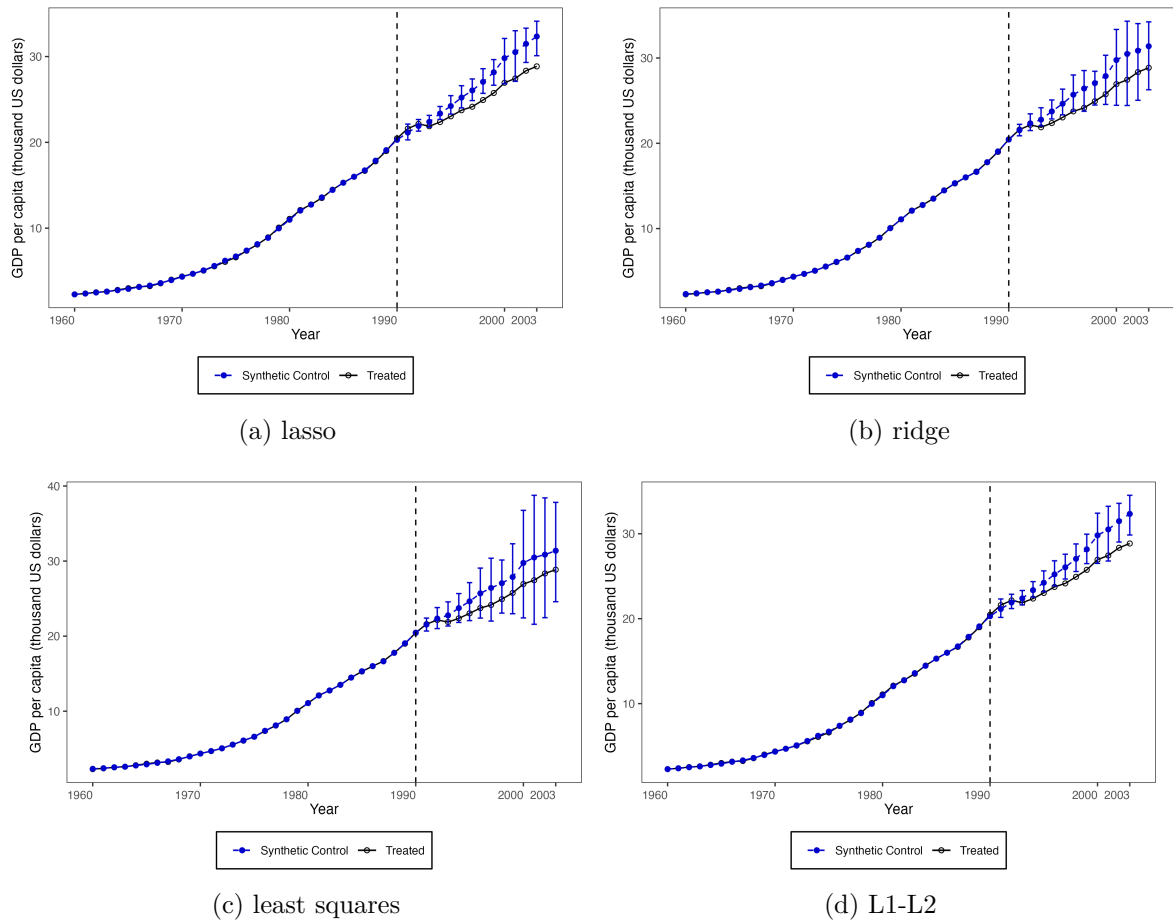 GDP per capita (thousand US dollars)
30
20
10
1960
1970
1980
1990
2000
2003
Year
Synthetic Control
Treated
(a) lasso
GDP per capita (thousand US dollars)
30
20
10
1960
1970
1980
1990
2000
2003
Year
Synthetic Control
Treated
(b) ridge
GDP per capita (thousand US dollars)
40
30
20
10
1960
1970
1980
1990
2000
2003
Year
Synthetic Control
Treated
(c) least squares
GDP per capita (thousand US dollars)
30
20
10
1960
1970
1980
1990
2000
2003
Year
Synthetic Control
Treated
(d) L1-L2